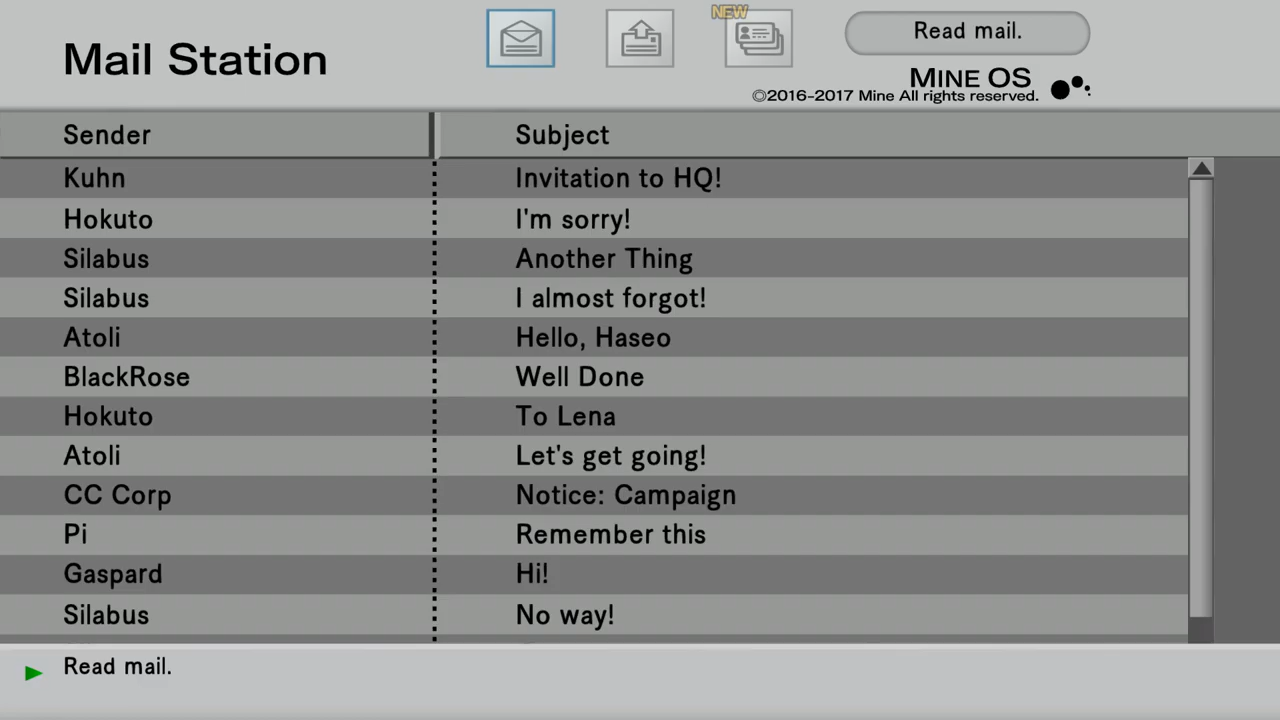 NEW
Read mail.
Mail Station
MINE OS
©2016-2017 Mine All rights reserved.
Sender Subject
Kuhn Invitation to HQ!
Hokuto I'm sorry!
Silabus Another Thing
Silabus I almost forgot!
Atoli Hello, Haseo
BlackRose Well Done
Hokuto To Lena
Atoli Let's get going!
CC Corp Notice: Campaign
Pi Remember this
Gaspard Hi!
Silabus No way!
Read mail.